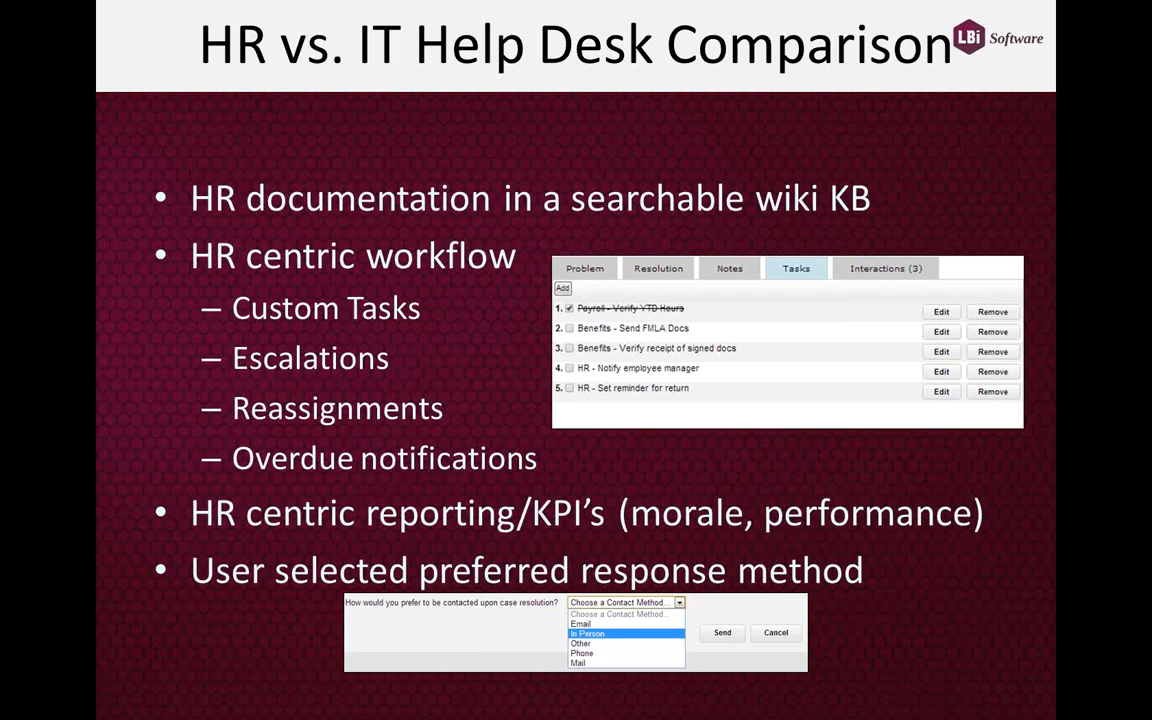 HR vs. IT Help Desk Comparison
LBi Software
• HR documentation in a searchable wiki KB
• HR centric workflow
– Custom Tasks
– Escalations
– Reassignments
– Overdue notifications
Problem Resolution Notes Tasks Interactions (3)
Add
1. Payroll - Verify YTD Hours Edit Remove
2. Benefits - Send FMLA Docs Edit Remove
3. Benefits - Verify receipt of signed docs Edit Remove
4. HR - Notify employee manager Edit Remove
5. HR - Set reminder for return Edit Remove
• HR centric reporting/KPI’s (morale, performance)
• User selected preferred response method
How would you prefer to be contacted upon case resolution? Choose a Contact Method...
Choose a Contact Method...
Email
In Person
Other
Phone
Mail
Send Cancel